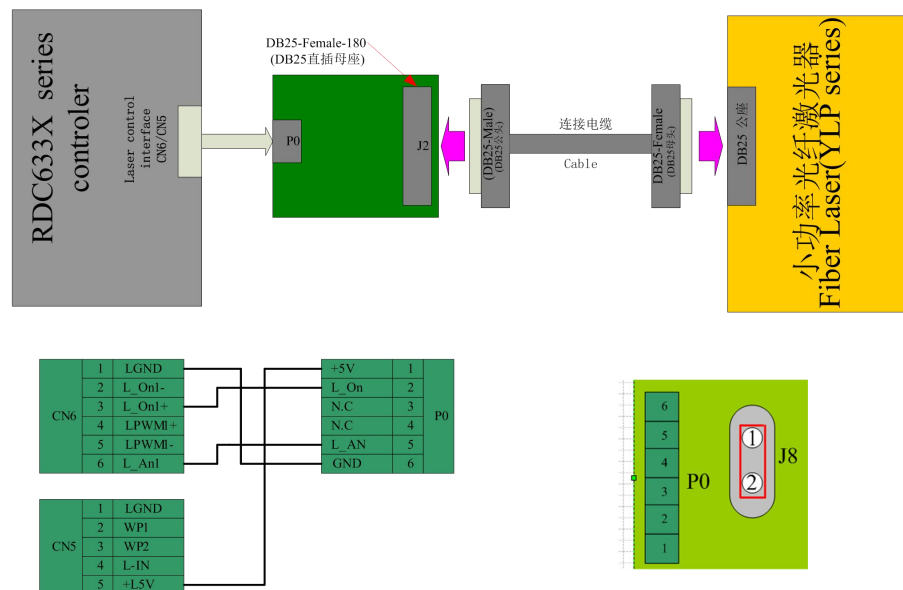 RDC633X series
controler
Laser control
interface
CN6/CN5
P0
DB25-Female-180
(DB25直插母座)
J2
(DB25-Male)
(DB25公头)
连接电缆
Cable
DB25-Female
(DB25母头)
DB25 公座
小功率光纤激光器
Fiber Laser(YLP series)
CN6
1 LGND
2 L_On1-
3 L_On1+
4 LPWM1+
5 LPWM1-
6 L_An1
+5V 1
L_On 2
N.C 3
N.C 4
L_AN 5
GND 6
P0
CN5
1 LGND
2 WP1
3 WP2
4 L-IN
5 +L5V
6
5
4
3
2
1
P0
1
2
J8